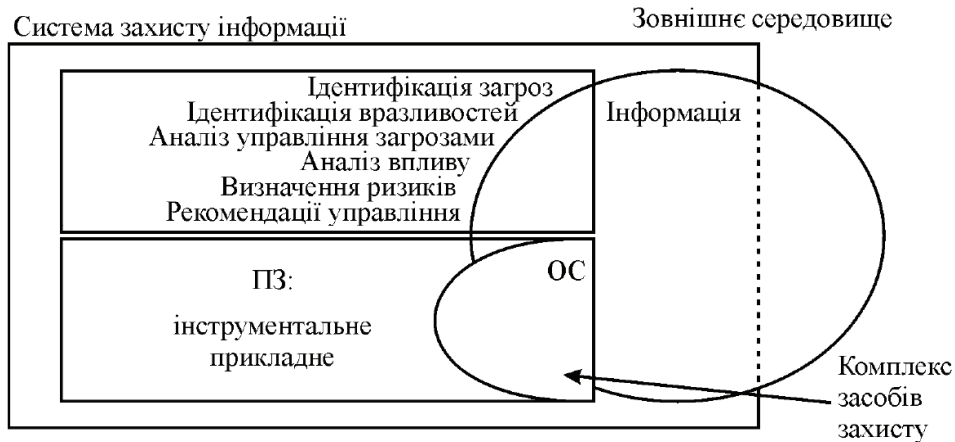 Система захисту інформації
Зовнішнє середовище
Ідентифікація загроз
Ідентифікація вразливостей
Аналіз управління загрозами
Аналіз впливу
Визначення ризиків
Рекомендації управління
Інформація
ПЗ:
інструментальне
прикладне
ОС
Комплекс
засобів
захисту